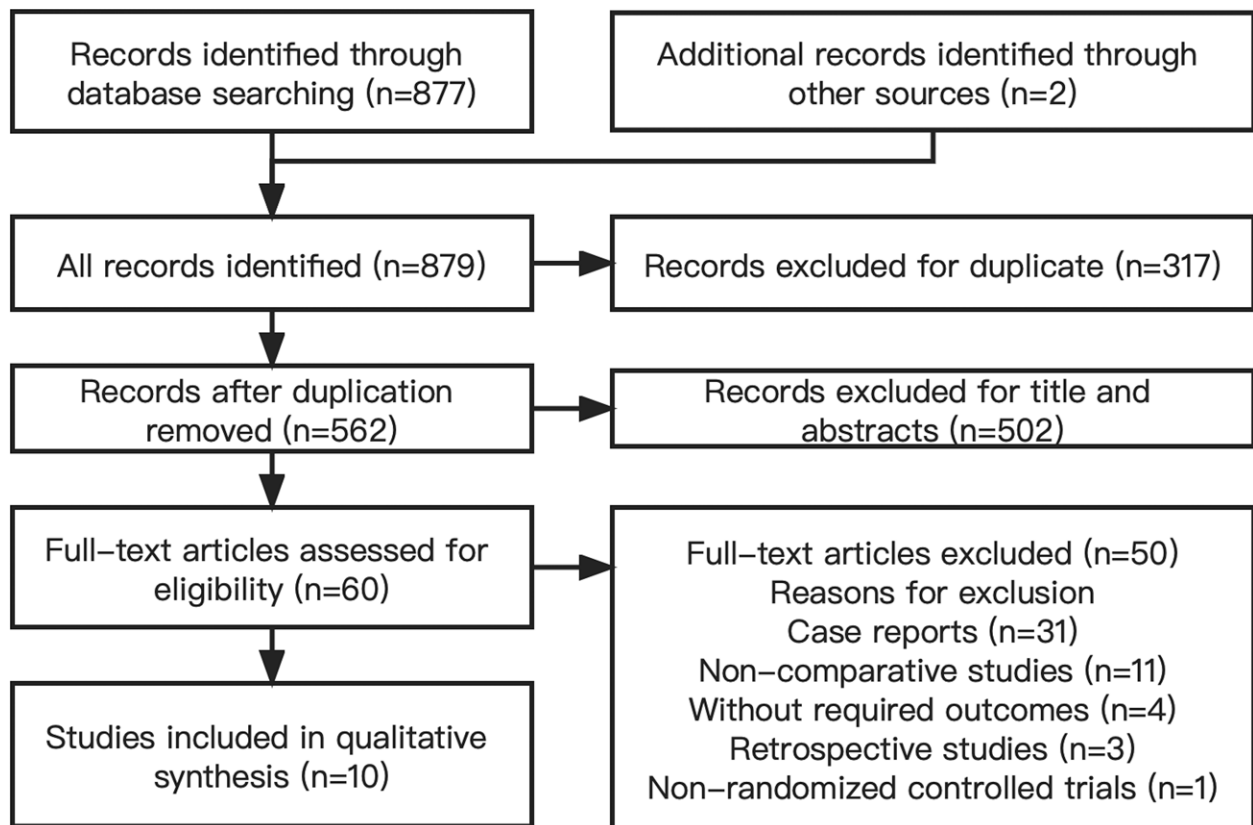 Records identified through
database searching (n=877)
Additional records identified through
other sources (n=2)
All records identified (n=879)
Records excluded for duplicate (n=317)
Records after duplication
removed (n=562)
Records excluded for title and
abstracts (n=502)
Full–text articles assessed for
eligibility (n=60)
Full–text articles excluded (n=50)
Reasons for exclusion
Case reports (n=31)
Non–comparative studies (n=11)
Without required outcomes (n=4)
Retrospective studies (n=3)
Non–randomized controlled trials (n=1)
Studies included in qualitative
synthesis (n=10)